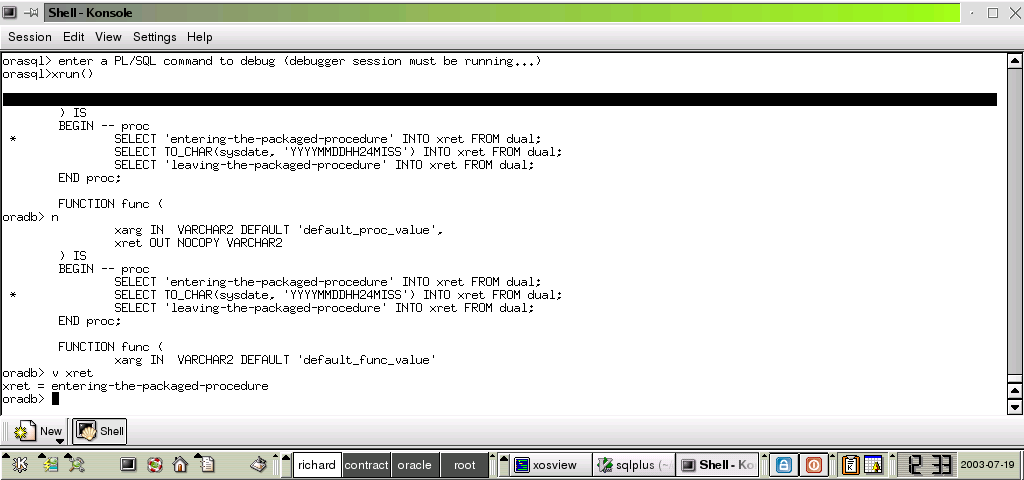 Shell - Konsole
Session Edit View Settings Help
orasql> enter a PL/SQL command to debug (debugger session must be running...)
orasql>xrun()
) IS
BEGIN -- proc
* SELECT 'entering-the-packaged-procedure' INTO xret FROM dual;
SELECT TO_CHAR(sysdate, 'YYYYMMDDHH24MISS') INTO xret FROM dual;
SELECT 'leaving-the-packaged-procedure' INTO xret FROM dual;
END proc;
FUNCTION func (
oradb> n
xarg IN  VARCHAR2 DEFAULT 'default_proc_value',
xret OUT NOCOPY VARCHAR2
) IS
BEGIN -- proc
SELECT 'entering-the-packaged-procedure' INTO xret FROM dual;
* SELECT TO_CHAR(sysdate, 'YYYYMMDDHH24MISS') INTO xret FROM dual;
SELECT 'leaving-the-packaged-procedure' INTO xret FROM dual;
END proc;
FUNCTION func (
xarg IN  VARCHAR2 DEFAULT 'default_func_value'
oradb> v xret
xret = entering-the-packaged-procedure
oradb>
New Shell
richard contract oracle root xosview sqlplus (~ Shell - Ko 2 33 2003-07-19